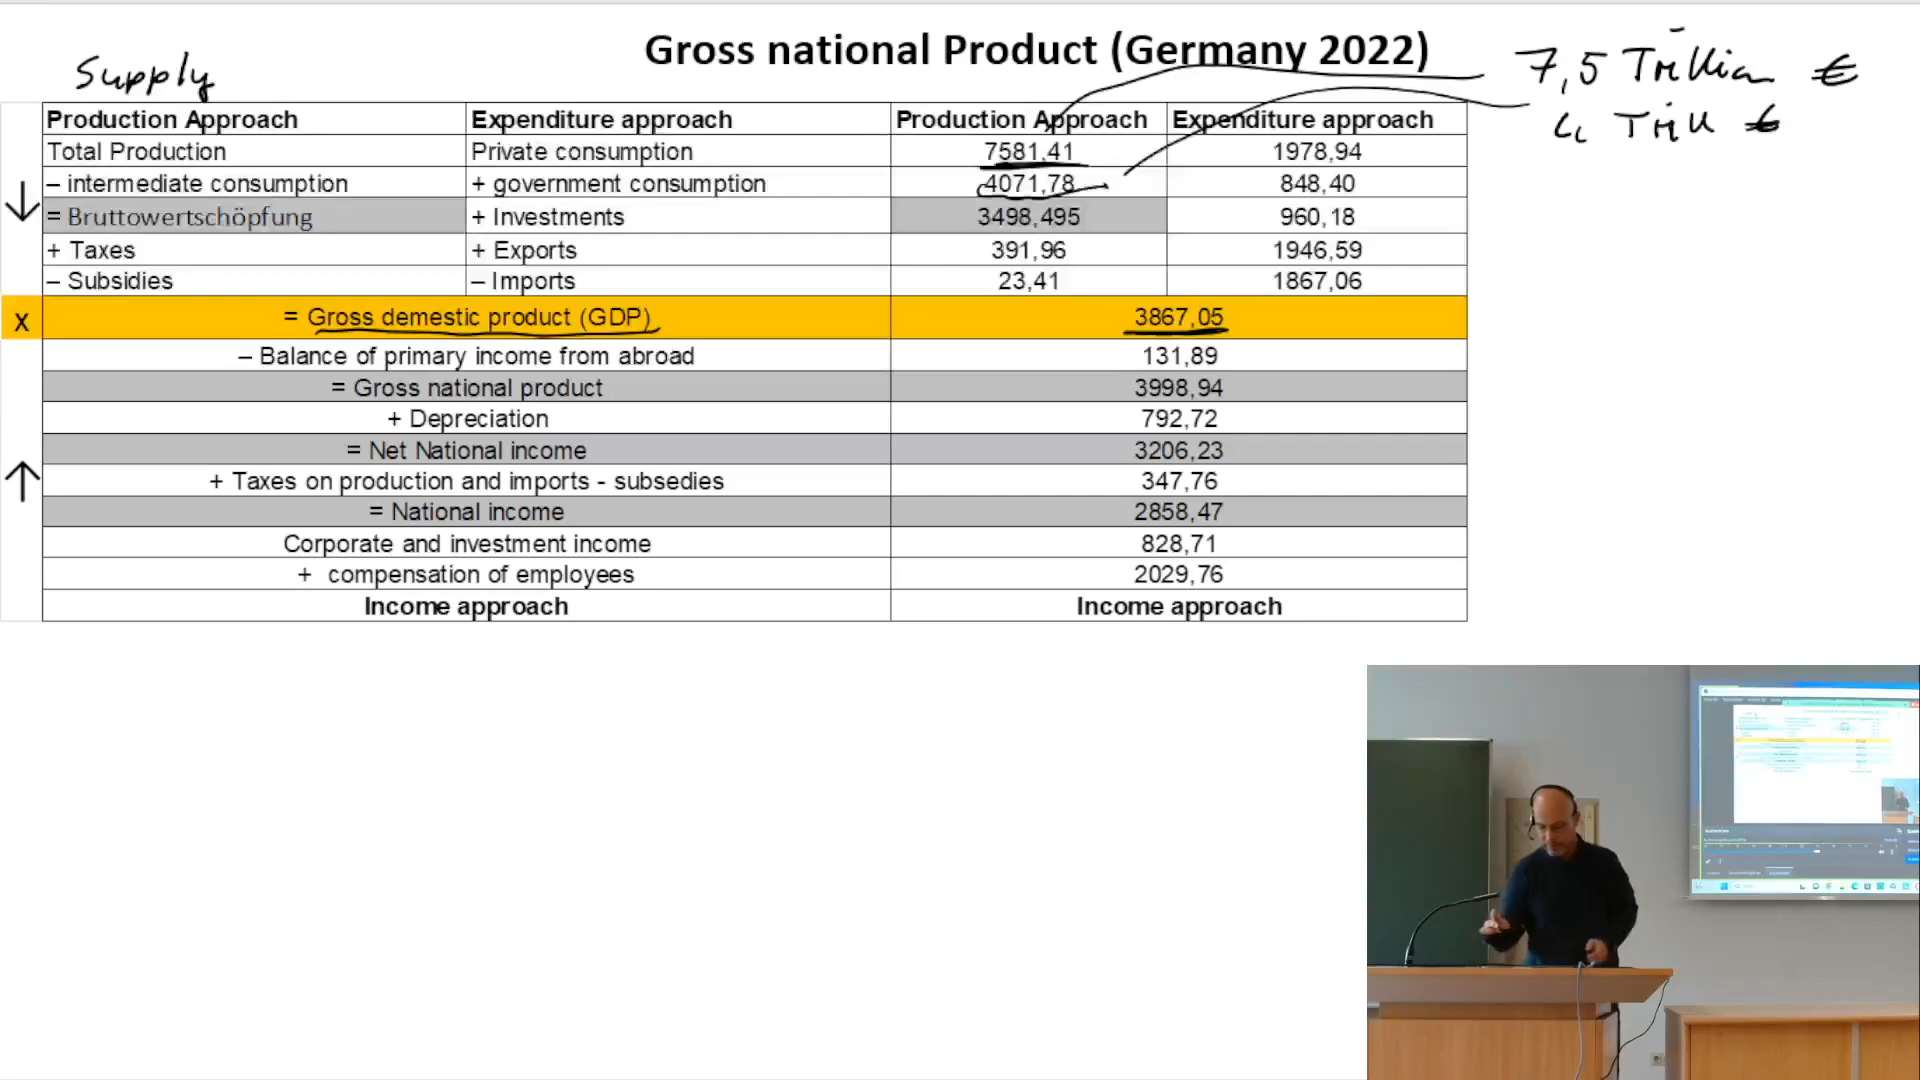 Gross national Product (Germany 2022)
7,5 Trillion €
4 Trill €
Supply
Production Approach Expenditure approach Production Approach Expenditure approach
Total Production Private consumption 7581,41 1978,94
– intermediate consumption + government consumption 4071,78 848,40
= Bruttowertschöpfung + Investments 3498,495 960,18
+ Taxes + Exports 391,96 1946,59
– Subsidies – Imports 23,41 1867,06
x = Gross demestic product (GDP) 3867,05
– Balance of primary income from abroad 131,89
= Gross national product 3998,94
+ Depreciation 792,72
= Net National income 3206,23
+ Taxes on production and imports - subsedies 347,76
= National income 2858,47
Corporate and investment income 828,71
+ compensation of employees 2029,76
Income approach Income approach